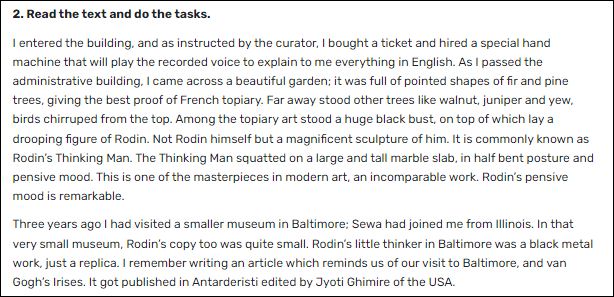 2. Read the text and do the tasks.
I entered the building, and as instructed by the curator, I bought a ticket and hired a special hand
machine that will play the recorded voice to explain to me everything in English. As I passed the
administrative building, I came across a beautiful garden; it was full of pointed shapes of fir and pine
trees, giving the best proof of French topiary. Far away stood other trees like walnut, juniper and yew,
birds chirruped from the top. Among the topiary art stood a huge black bust, on top of which lay a
drooping figure of Rodin. Not Rodin himself but a magnificent sculpture of him. It is commonly known as
Rodin's Thinking Man. The Thinking Man squatted on a large and tall marble slab, in half bent posture and
pensive mood. This is one of the masterpieces in modern art, an incomparable work. Rodin's pensive
mood is remarkable.
Three years ago I had visited a smaller museum in Baltimore; Sewa had joined me from Illinois. In that
very small museum, Rodin's copy too was quite small. Rodin's little thinker in Baltimore was a black metal
work, just a replica. I remember writing an article which reminds us of our visit to Baltimore, and van
Gogh's Irises. It got published in Antarderisti edited by Jyoti Ghimire of the USA.